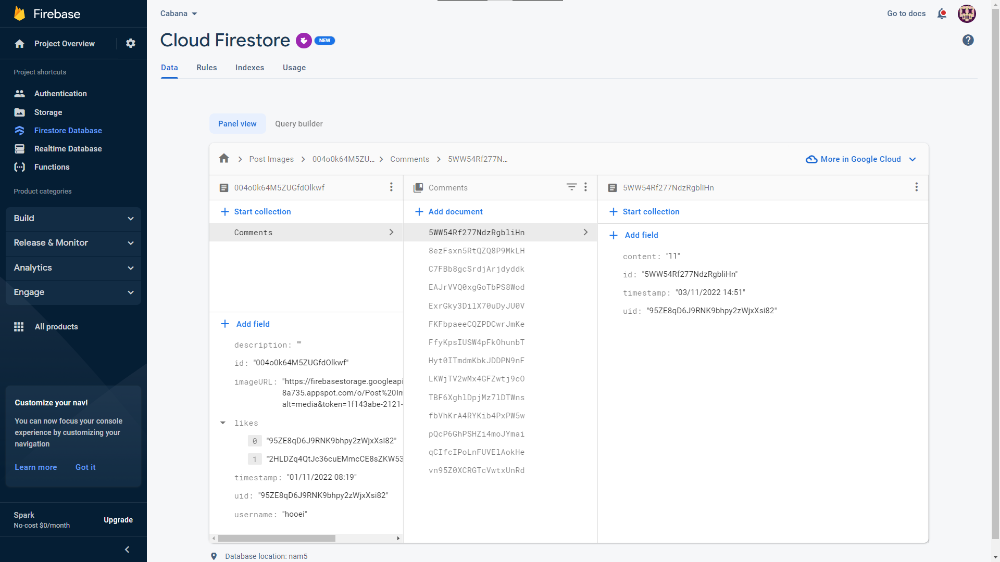 Firebase
Project Overview
Project shortcuts
Authentication
Storage
Firestore Database
Realtime Database
Functions
Product categories
Build
Release & Monitor
Analytics
Engage
All products
Customize your nav!
You can now focus your console
experience by customizing your
navigation
Learn more Got it
Spark
No-cost $0/month
Upgrade
Cabana
Go to docs
Cloud Firestore
NEW
Data Rules Indexes Usage
Panel view Query builder
Post Images 004o0k64M5ZU... Comments 5WW54Rf277N...
More in Google Cloud
004o0k64M5ZUGfdOlkwf
Start collection
Comments
Add field
description: ""
id: "004o0k64M5ZUGfdOlkwf"
imageURL: "https://firebasestorage.googleapi
8a735.appspot.com/o/Post%20Im
alt=media&token=1f143abe-2121-
likes
0 "95ZE8qD6J9RNK9bhpy2zWjxXsi82"
1 "2HLDZq4QtJc36cuEMmcCE8sZKW53
timestamp: "01/11/2022 08:19"
uid: "95ZE8qD6J9RNK9bhpy2zWjxXsi82"
username: "hooei"
Comments
Add document
5WW54Rf277NdzRgbliHn
8ezFsxn5RtQZQ8P9MkLH
C7FBb8gcSrdjArjdyddk
EAJrVVQ0xgGoTbPS8Wod
ExrGky3DilX70uDyJU0V
FKFbpaeeCQZPDCwrJmKe
FfyKpsIUSW4pFkOhunbT
Hyt0ITmdmKbkJDDPN9nF
LKWjTV2wMx4GFZwtj9cO
TBF6XghlDpjMz7lDTWns
fbVhKrA4RYKib4PxPW5w
pQcP6GhPSHZi4moJYmai
qCIfcIPoLnFUVElAokHe
vn95Z0XCRGTcVwtxUnRd
5WW54Rf277NdzRgbliHn
Start collection
Add field
content: "11"
id: "5WW54Rf277NdzRgbliHn"
timestamp: "03/11/2022 14:51"
uid: "95ZE8qD6J9RNK9bhpy2zWjxXsi82"
Database location: nam5